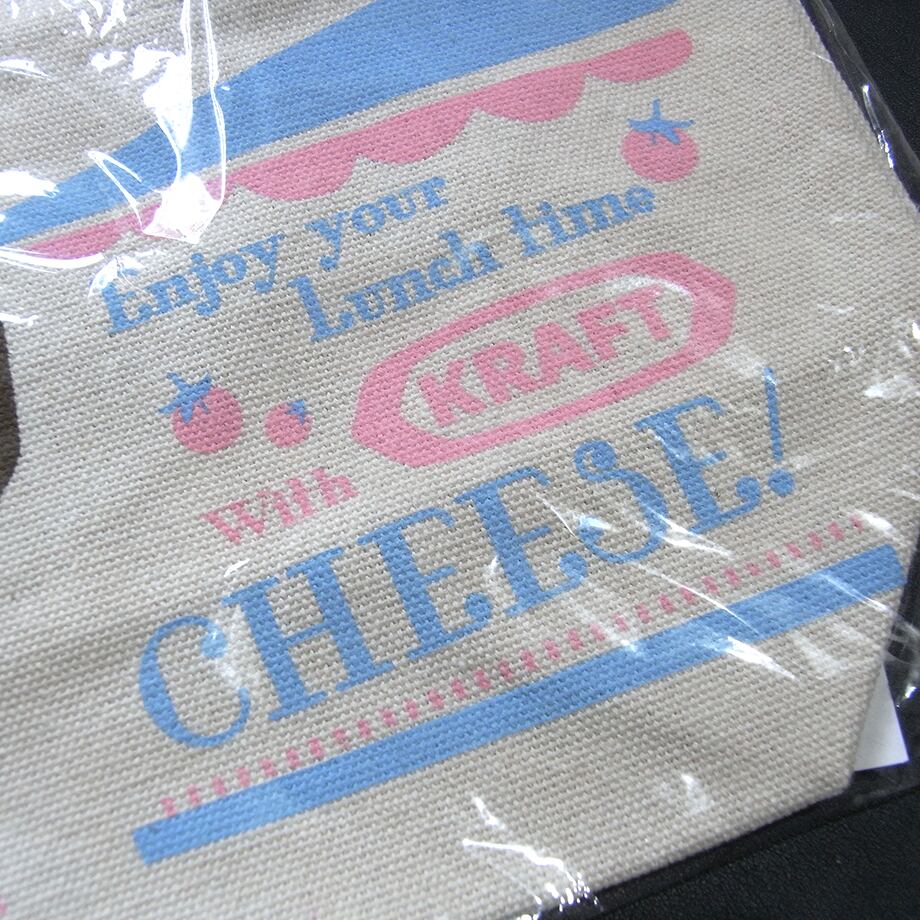 Enjoy your
Lunch time
KRAFT
With
CHEESE!